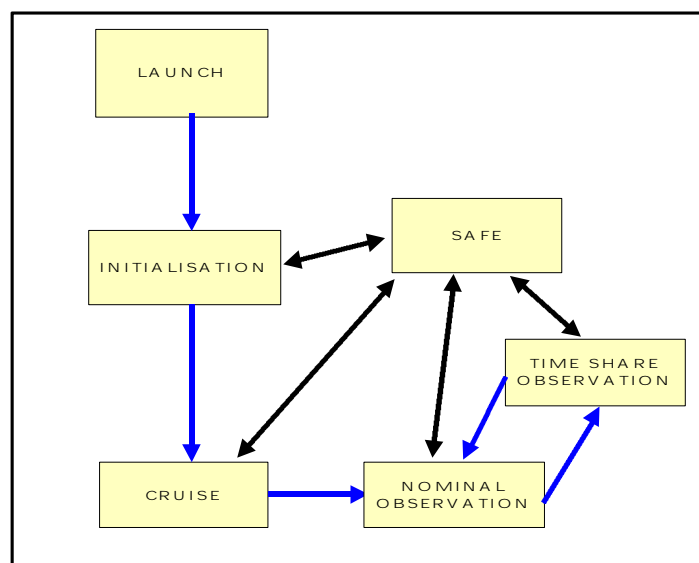 LAUNCH
SAFE
INITIALISATION
TIME SHARE
OBSERVATION
CRUISE
NOMINAL
OBSERVATION